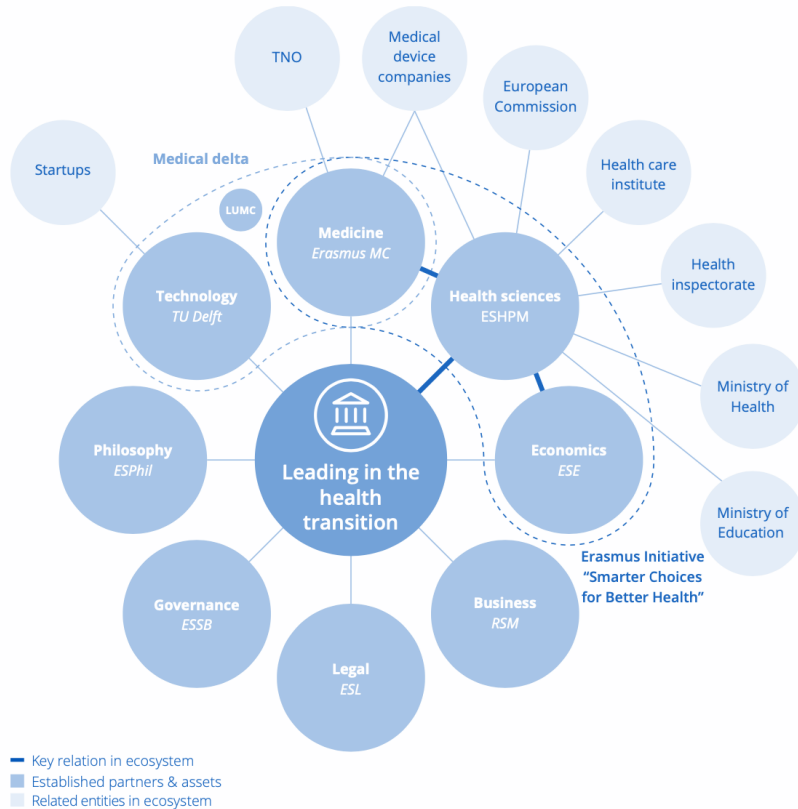 TNO
Medical
device
companies
European
Commission
Startups
Medical delta
Health care
institute
LUMC
Medicine
Erasmus MC
Health
inspectorate
Technology
TU Delft
Health sciences
ESHPM
Ministry of
Health
Philosophy
ESPhil
Leading in the
health
transition
Economics
ESE
Ministry of
Education
Erasmus Initiative
“Smarter Choices
for Better Health”
Governance
ESSB
Business
RSM
Legal
ESL
Key relation in ecosystem
Established partners & assets
Related entities in ecosystem